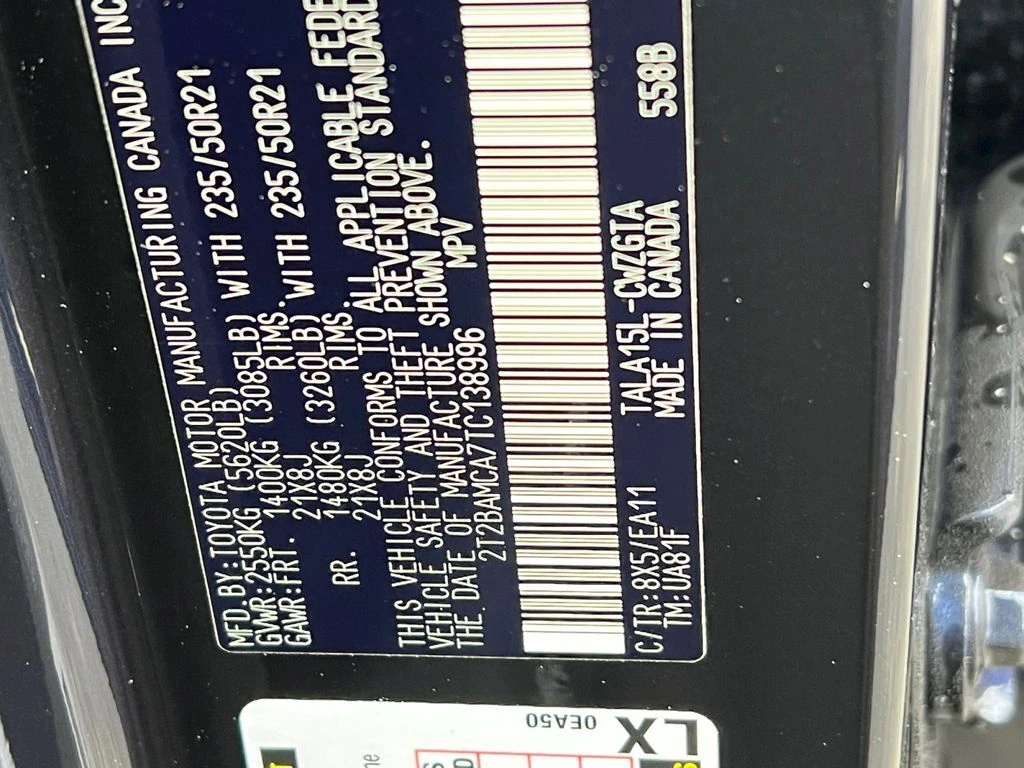 MFD.BY:TOYOTA MOTOR MANUFACTURING CANADA INC
GVWR:2550KG (5620LB)
GAWR:FRT. 1400KG (3085LB) WITH 235/50R21
21X8J RIMS.
RR. 1480KG (3260LB) WITH 235/50R21
21X8J RIMS.
THIS VEHICLE CONFORMS TO ALL APPLICABLE FEDE
VEHICLE SAFETY AND THEFT PREVENTION STANDARD
THE DATE OF MANUFACTURE SHOWN ABOVE.
2T2BAMCA7TC138996 MPV
C/TR:8X5/EA11 TALA15L-CWZGTA 558B
TM:UA81F MADE IN CANADA
LX
0EA50